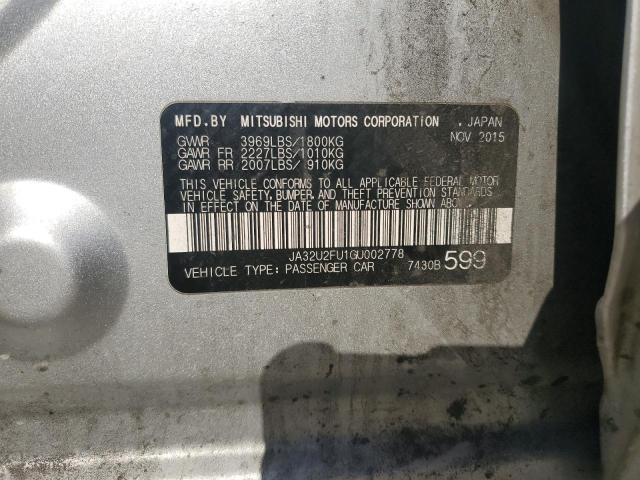 MFD.BY MITSUBISHI MOTORS CORPORATION , JAPAN
NOV 2015
GVWR 3969LBS/1800KG
GAWR FR 2227LBS/1010KG
GAWR RR 2007LBS/ 910KG
THIS VEHICLE CONFORMS TO ALL APPLICABLE FEDERAL MOTOR
VEHICLE SAFETY, BUMPER, AND THEFT PREVENTION STANDARDS
IN EFFECT ON THE DATE OF MANUFACTURE SHOWN ABOVE.
JA32U2FU1GU002778
VEHICLE TYPE: PASSENGER CAR 7430B 599